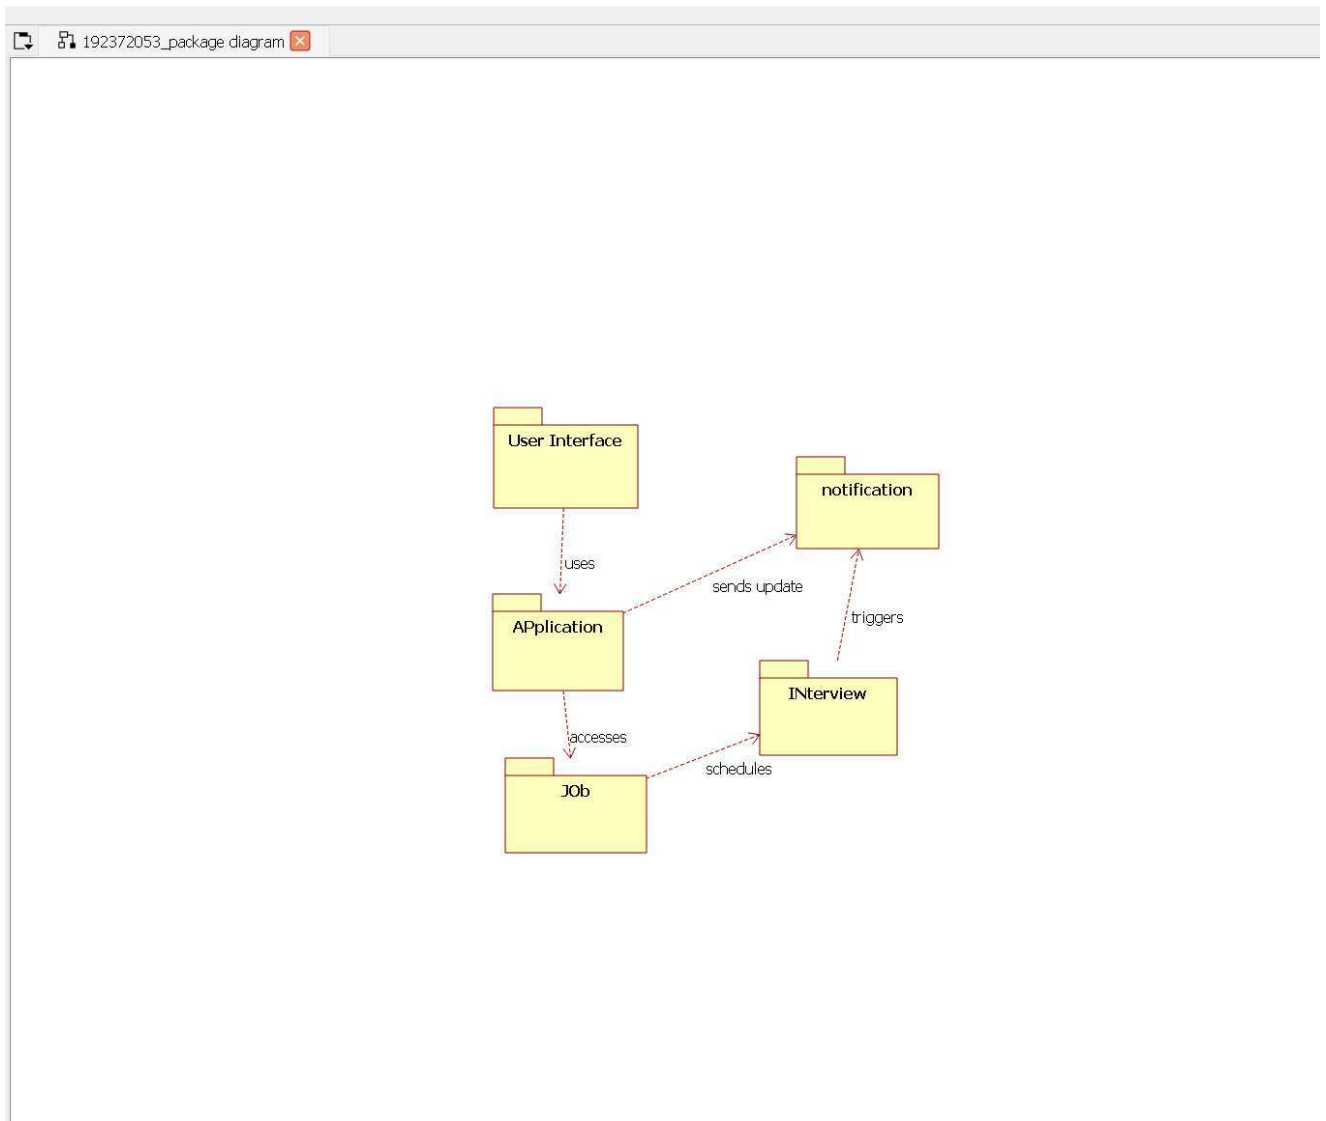 192372053_package diagram
User Interface
notification
uses
sends update
APplication
triggers
INterview
accesses
schedules
JOb